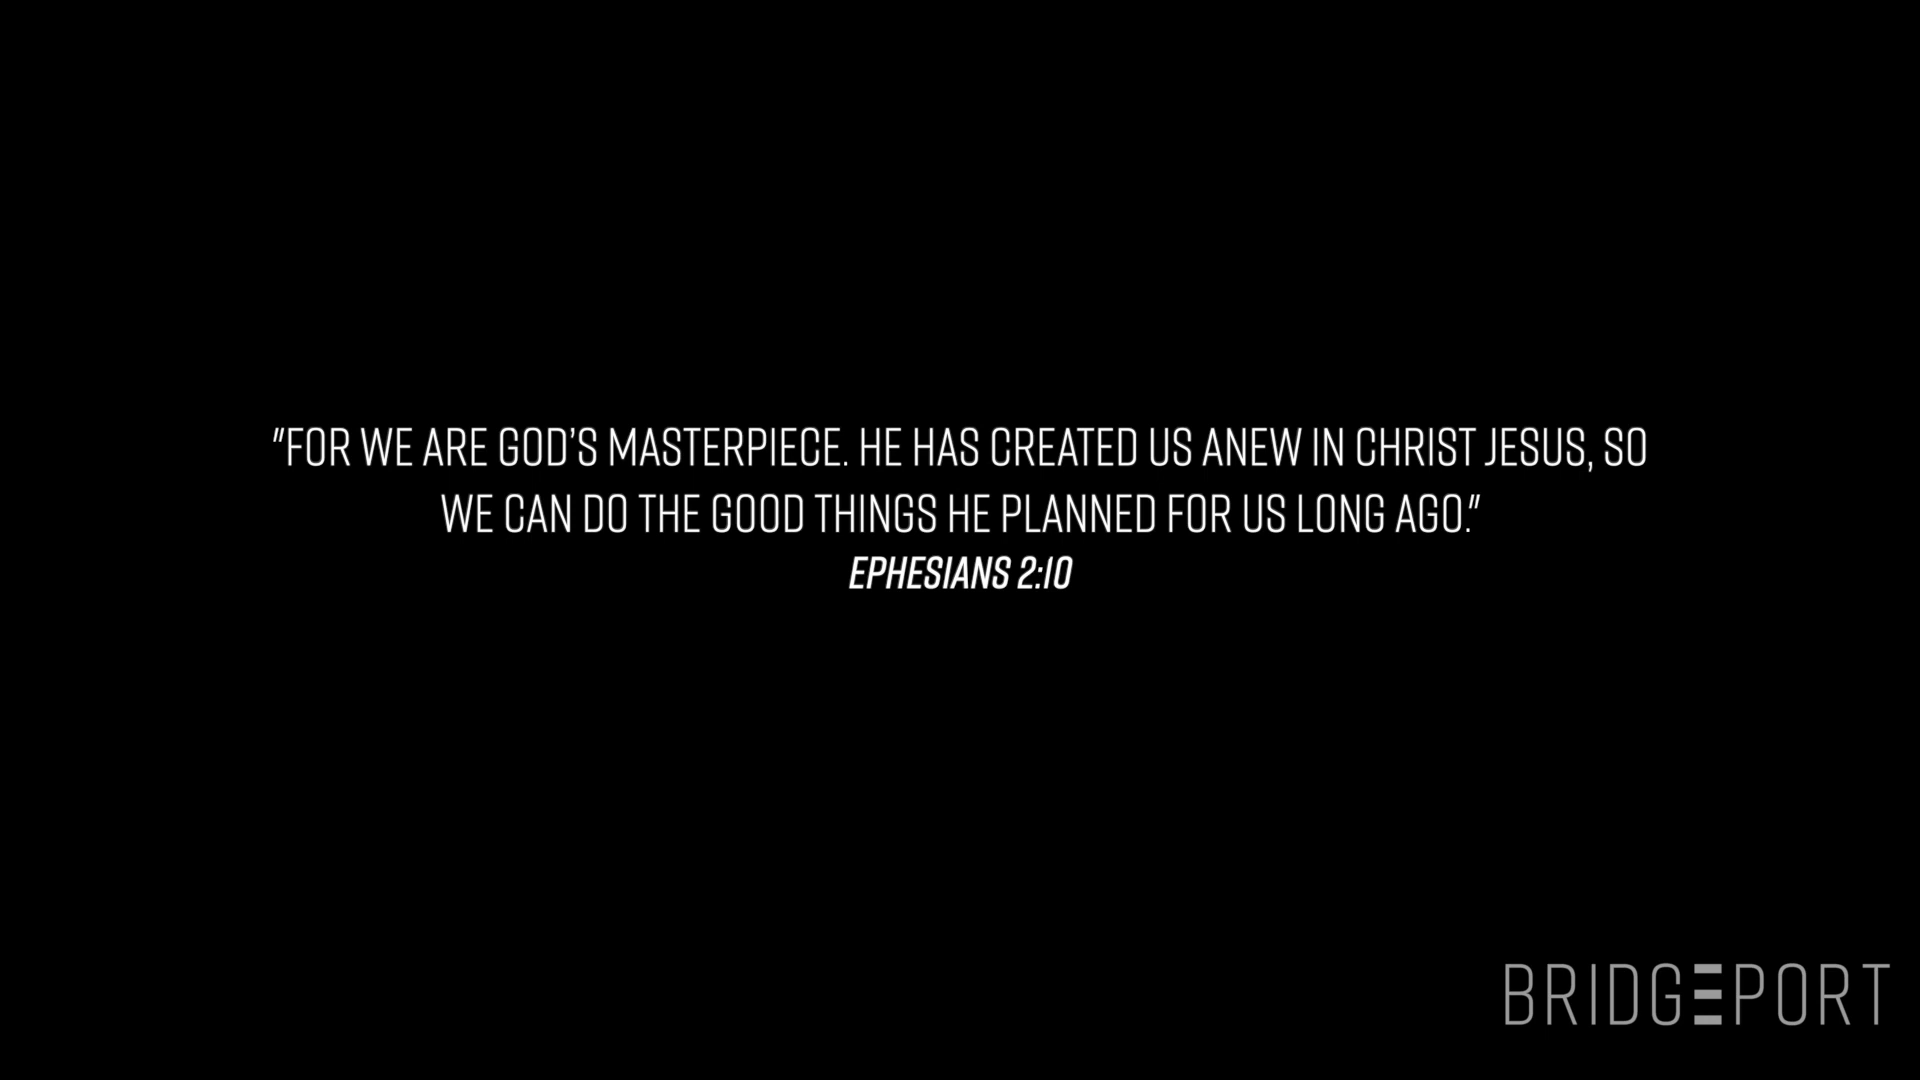 "FOR WE ARE GOD'S MASTERPIECE. HE HAS CREATED US ANEW IN CHRIST JESUS, SO
WE CAN DO THE GOOD THINGS HE PLANNED FOR US LONG AGO."
EPHESIANS 2:10
BRIDGEPORT